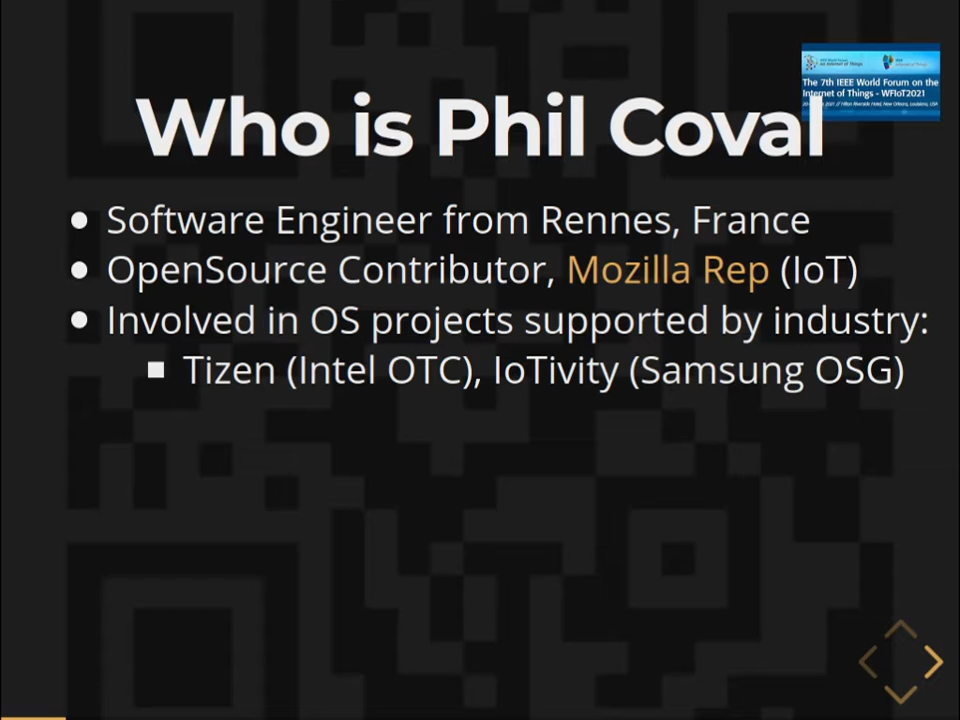 The 7th IEEE World Forum on the
Internet of Things - WFIoT2021
Who is Phil Coval
Software Engineer from Rennes, France
OpenSource Contributor, Mozilla Rep (IoT)
Involved in OS projects supported by industry:
Tizen (Intel OTC), IoTivity (Samsung OSG)